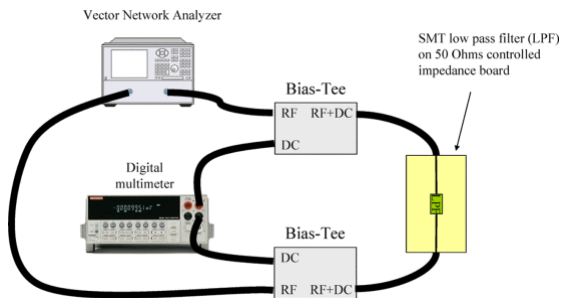 Vector Network Analyzer
SMT low pass filter (LPF)
on 50 Ohms controlled
impedance board
Bias-Tee
RF RF+DC
DC
Digital
multimeter
Bias-Tee
DC
RF RF+DC